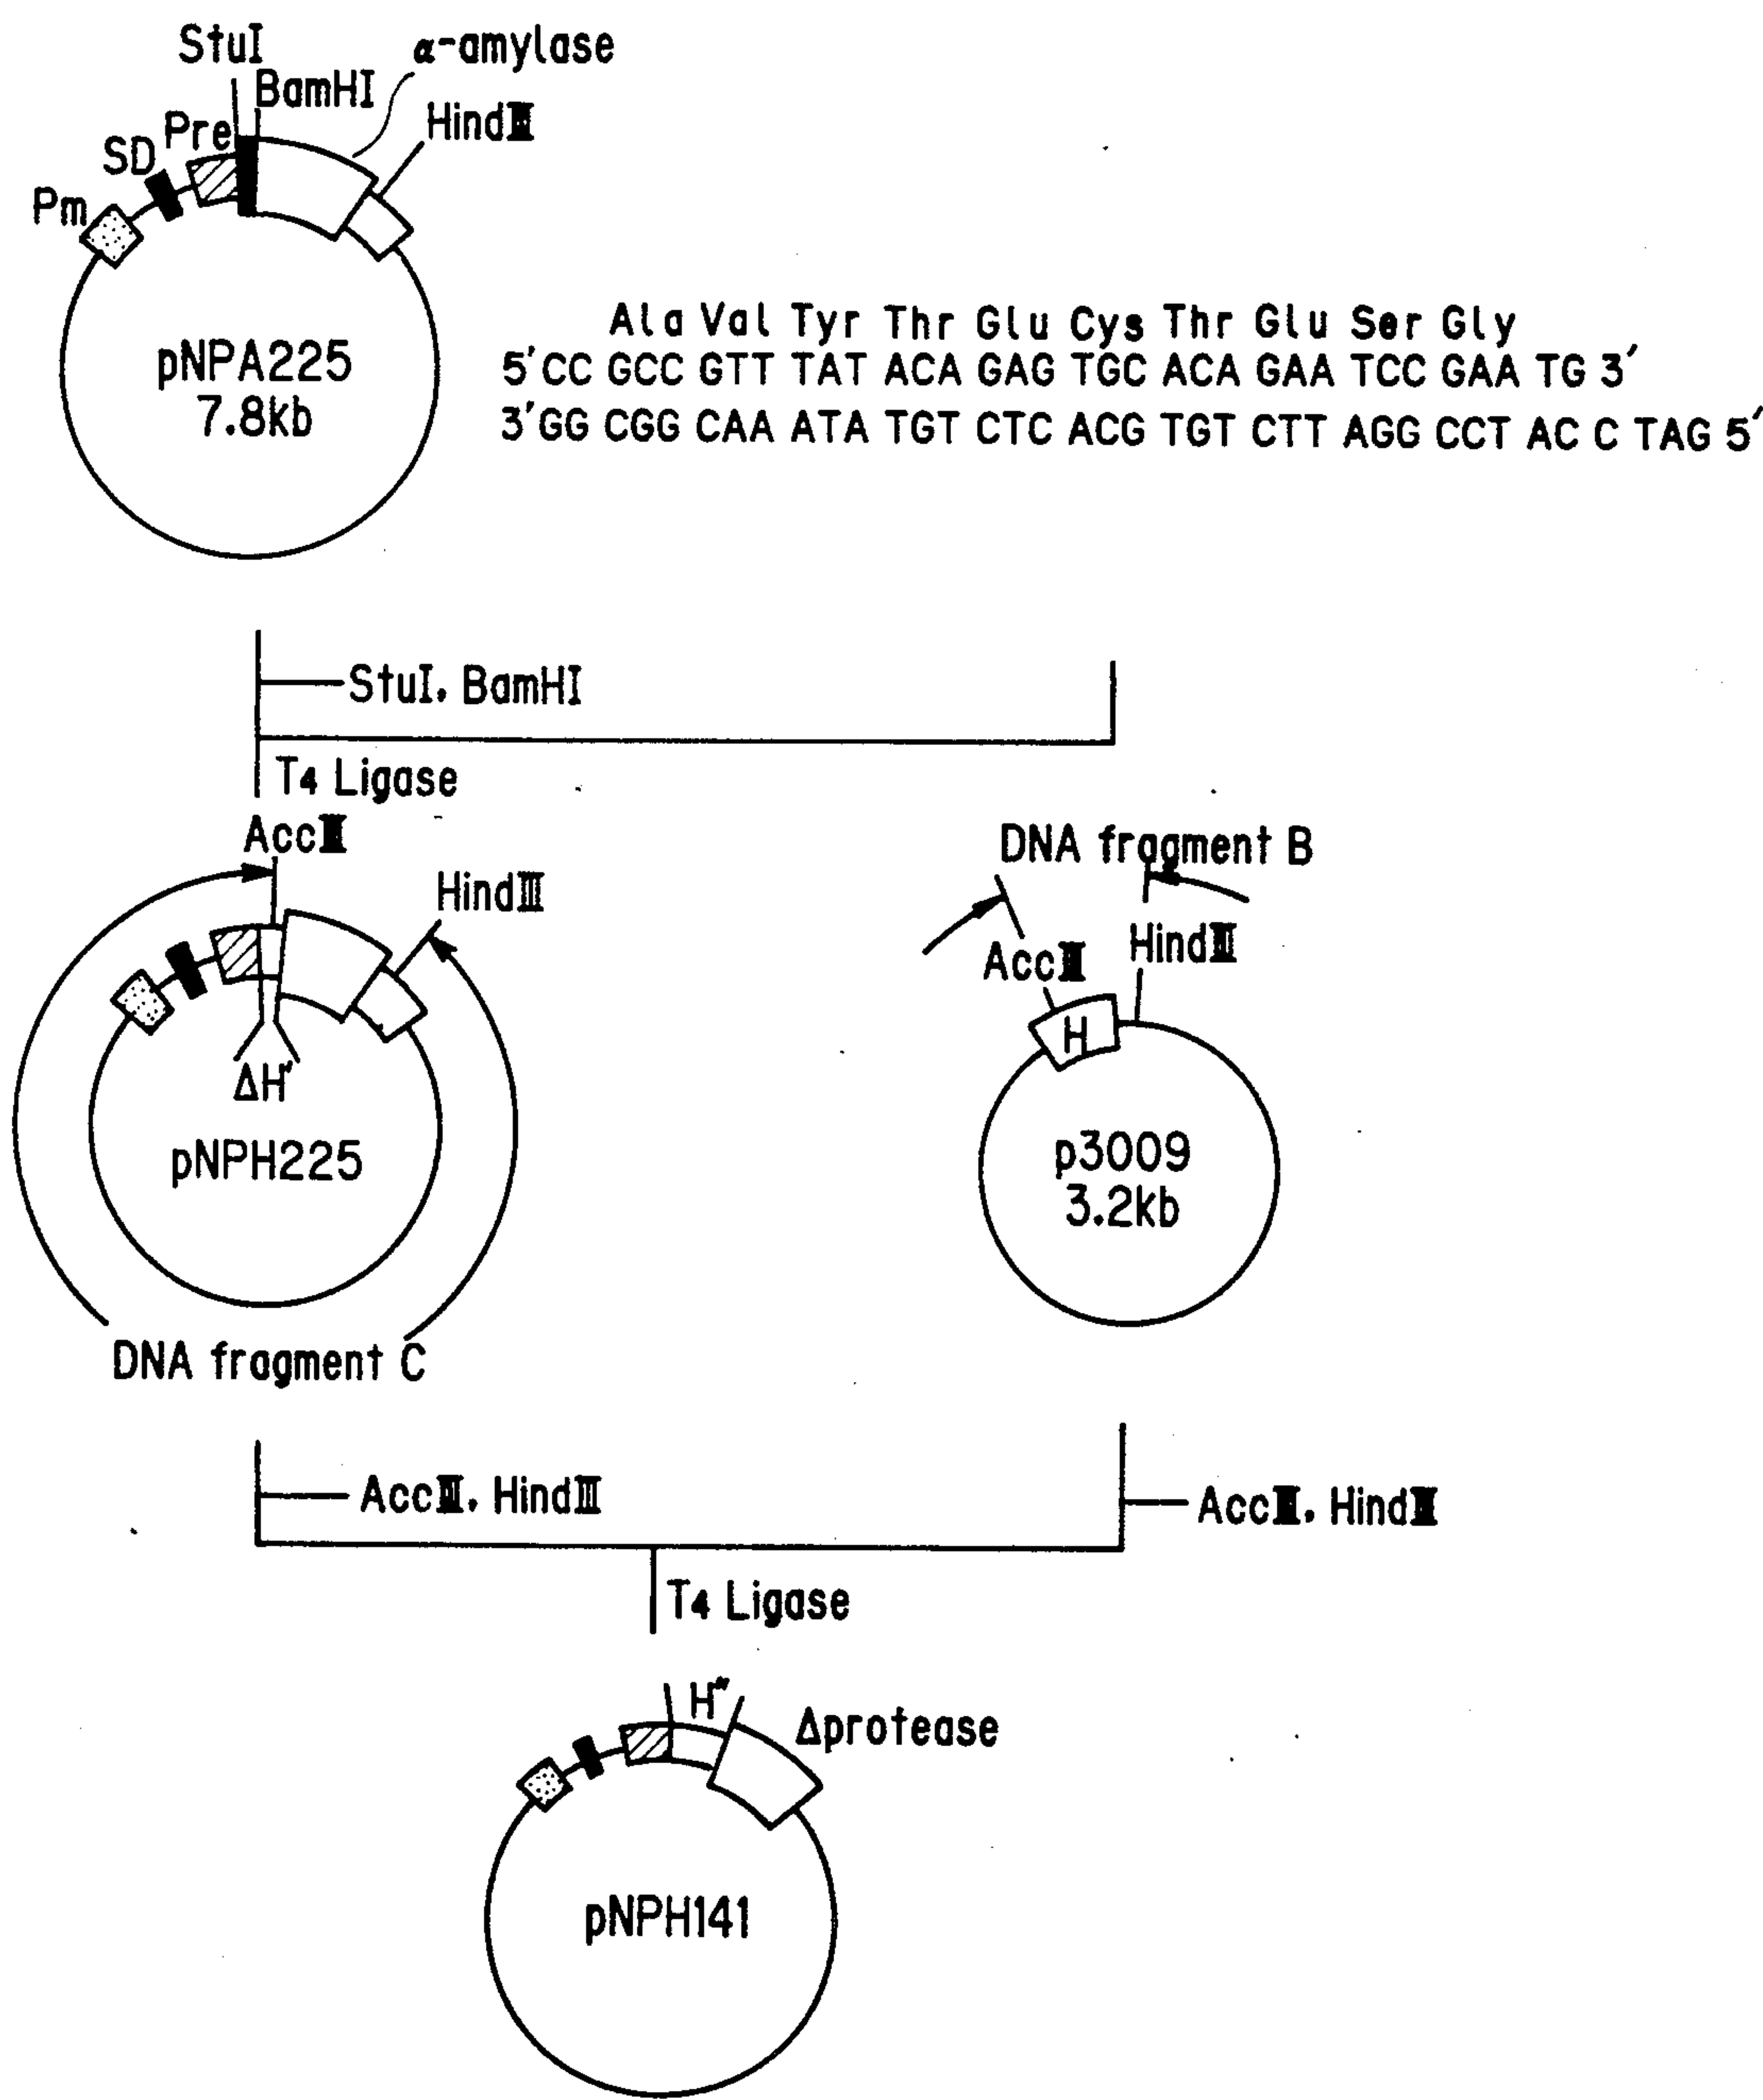 StuI
α-amylase
BamHI
HindIII
Pre
SD
Pm
pNPA225
7.8kb
Ala Val Tyr Thr Glu Cys Thr Glu Ser Gly
5'CC GCC GTT TAT ACA GAG TGC ACA GAA TCC GAA TG 3'
3'GG CGG CAA ATA TGT CTC ACG TGT CTT AGG CCT AC C TAG 5'
StuI, BamHI
T4 Ligase
AccIII
HindIII
ΔH"
pNPH225
DNA fragment C
DNA fragment B
AccIII
HindIII
H
p3009
3.2kb
AccIII, HindIII
AccIII, HindIII
T4 Ligase
H"
Δprotease
pNPH141